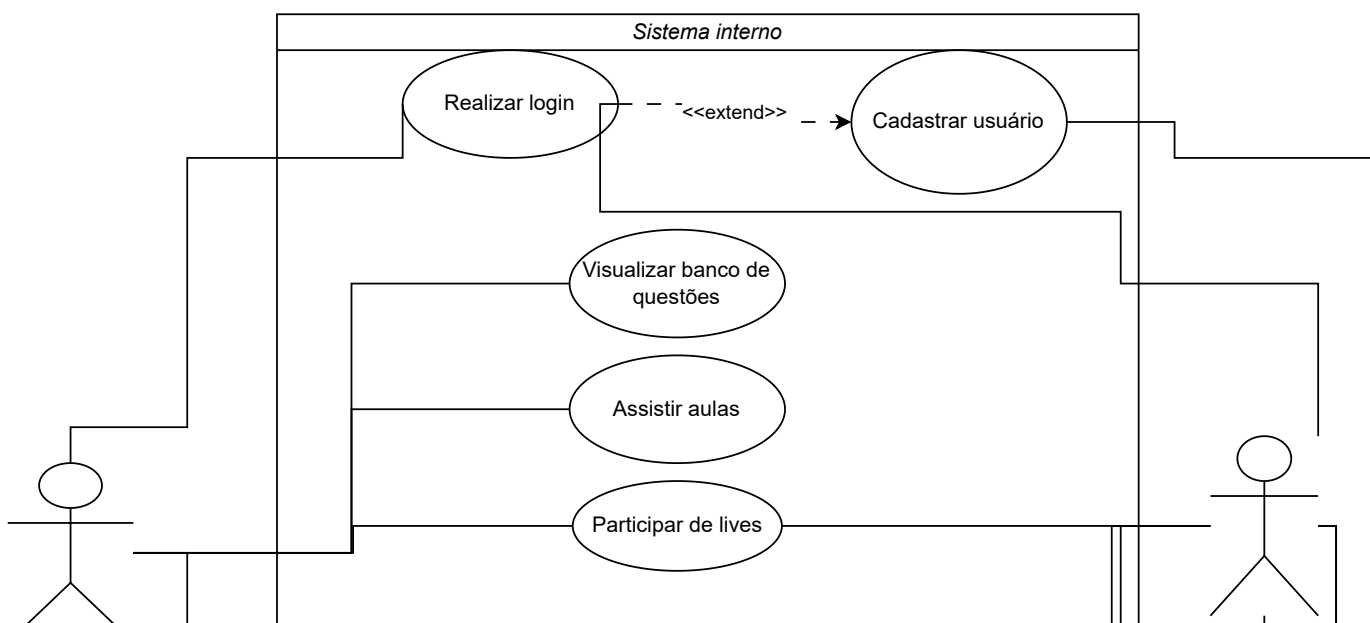 Sistema interno
Realizar login
<<extend>>
Cadastrar usuário
Visualizar banco de
questões
Assistir aulas
Participar de lives